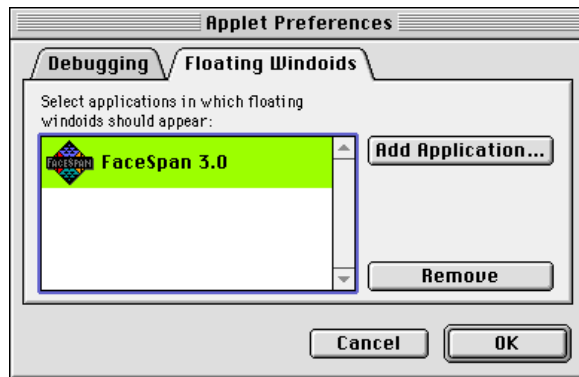 Applet Preferences
Debugging
Floating Windoids
Select applications in which floating
windoids should appear:
FACESPAN
FaceSpan 3.0
Add Application...
Remove
Cancel
OK